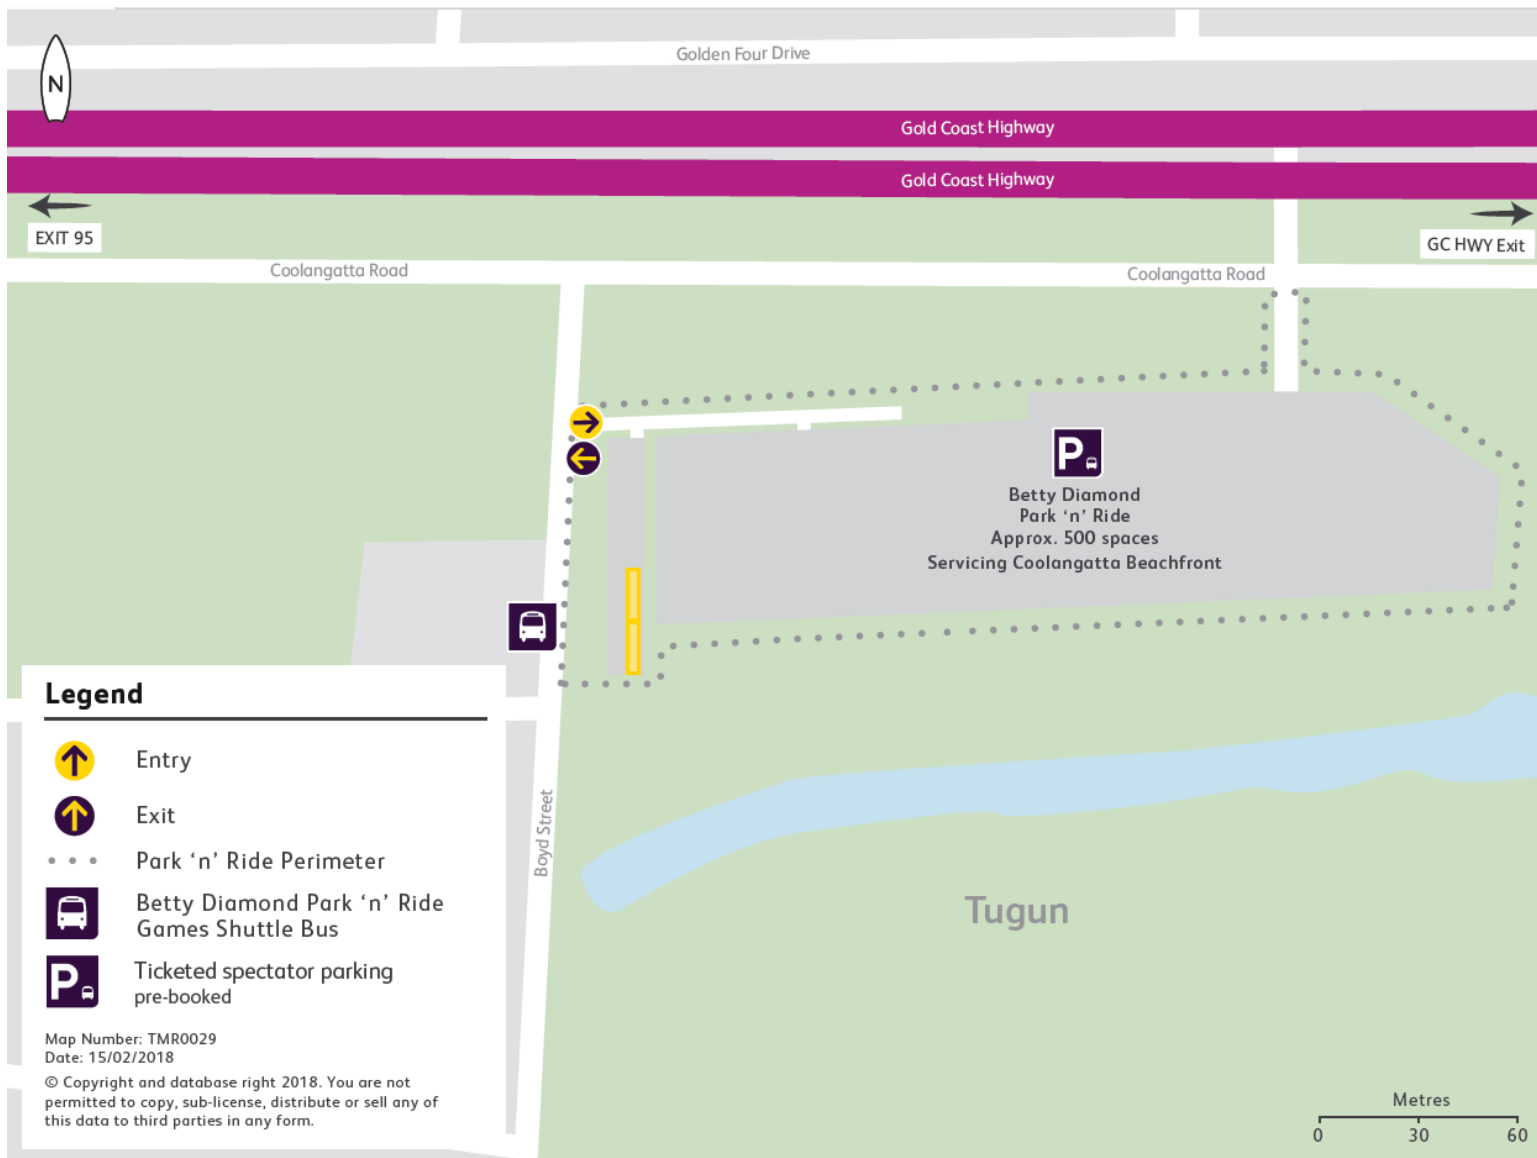 Golden Four Drive
N
Gold Coast Highway
Gold Coast Highway
EXIT 95
GC HWY Exit
Coolangatta Road
Coolangatta Road
P
Betty Diamond
Park ‘n’ Ride
Approx. 500 spaces
Servicing Coolangatta Beachfront
Boyd Street
Tugun
Legend
Entry
Exit
Park ‘n’ Ride Perimeter
Betty Diamond Park ‘n’ Ride
Games Shuttle Bus
P
Ticketed spectator parking
pre-booked
Map Number: TMR0029
Date: 15/02/2018
© Copyright and database right 2018. You are not
permitted to copy, sub-license, distribute or sell any of
this data to third parties in any form.
Metres
0 30 60